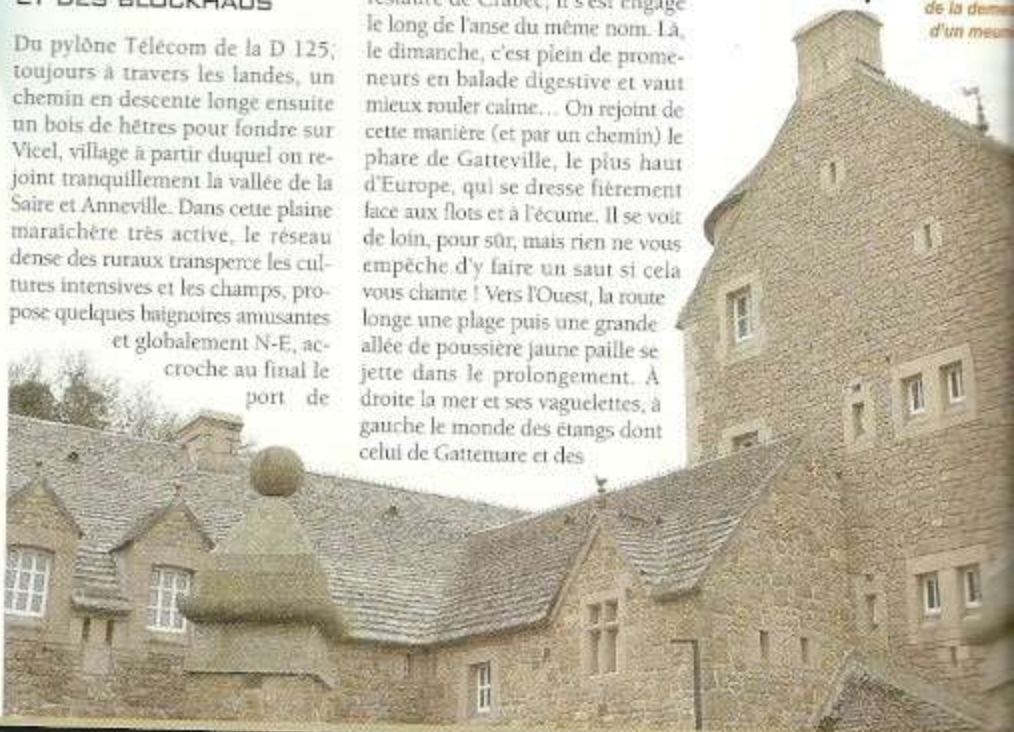 ET DES BLOCKHAUS
Du pylône Télécom de la D 125,
toujours à travers les landes, un
chemin en descente longe ensuite
un bois de hêtres pour fondre sur
Vicel, village à partir duquel on re-
joint tranquillement la vallée de la
Saire et Anneville. Dans cette plaine
maraîchère très active, le réseau
dense des ruraux transperce les cul-
tures intensives et les champs, pro-
pose quelques baignoires amusantes
et globalement N-E, ac-
croche au final le
port de
de Crabec, il s'est engagé
le long de l'anse du même nom. Là,
le dimanche, c'est plein de prome-
neurs en balade digestive et vaut
mieux rouler calme... On rejoint de
cette manière (et par un chemin) le
phare de Gatteville, le plus haut
d'Europe, qui se dresse fièrement
face aux flots et à l'écume. Il se voit
de loin, pour sûr, mais rien ne vous
empêche d'y faire un saut si cela
vous chante ! Vers l'Ouest, la route
longe une plage puis une grande
allée de poussière jaune paille se
jette dans le prolongement. À
droite la mer et ses vaguelettes, à
gauche le monde des étangs dont
celui de Gattemare et des
de la
d'un